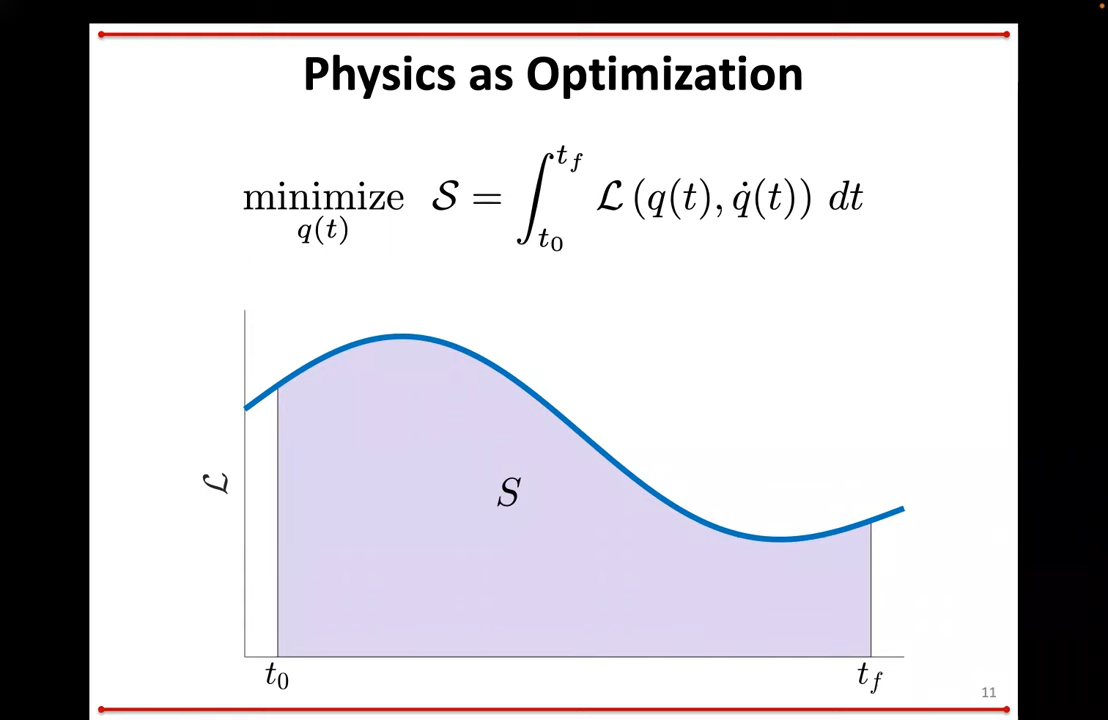 Physics as Optimization
minimize q(t) 𝒮 = ∫_{t_0}^{t_f} ℒ (q(t), q̇(t)) dt
ℒ
S
t_0
t_f
11